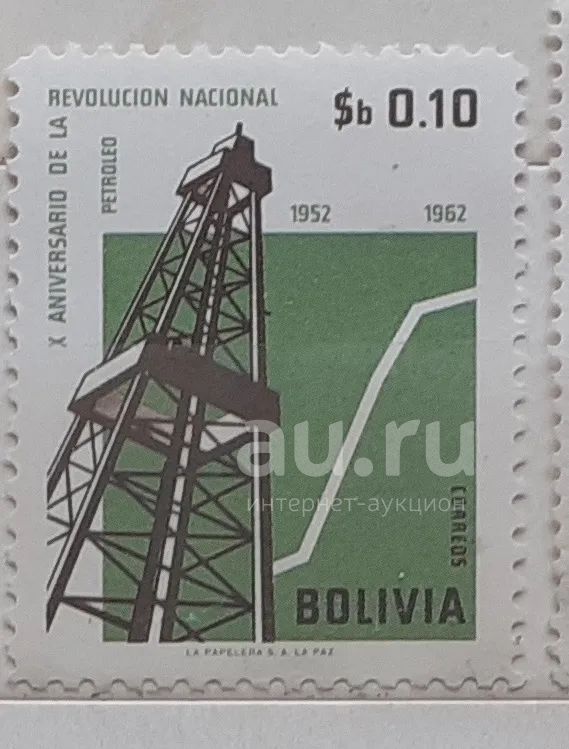 REVOLUCION NACIONAL
X ANIVERSARIO DE LA
PETROLEO
$b 0.10
1952 1962
au.ru
интернет-аукцион
CORREOS
BOLIVIA
LA PAPELERA S. A. LA PAZ